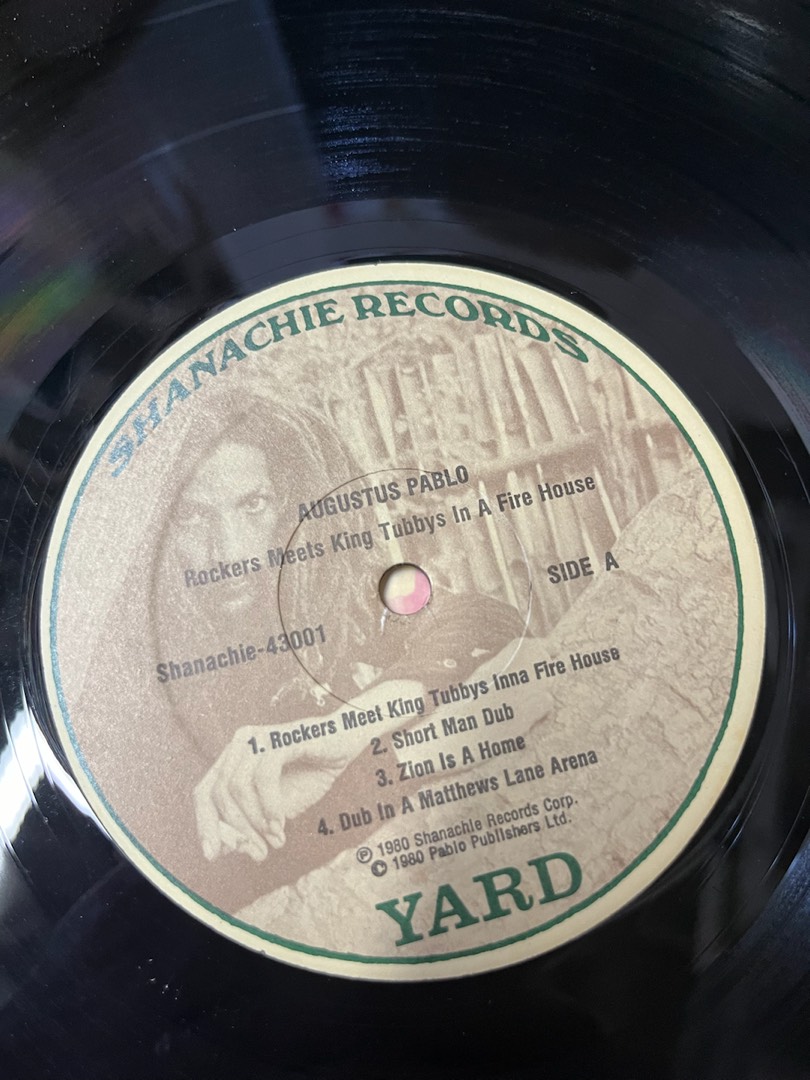 SHANACHIE RECORDS
AUGUSTUS PABLO
Rockers Meets King Tubbys In A Fire House
SIDE A
Shanachie-43001
1. Rockers Meet King Tubbys Inna Fire House
2. Short Man Dub
3. Zion Is A Home
4. Dub In A Matthews Lane Arena
℗ 1980 Shanachie Records Corp.
© 1980 Pablo Publishers Ltd.
YARD